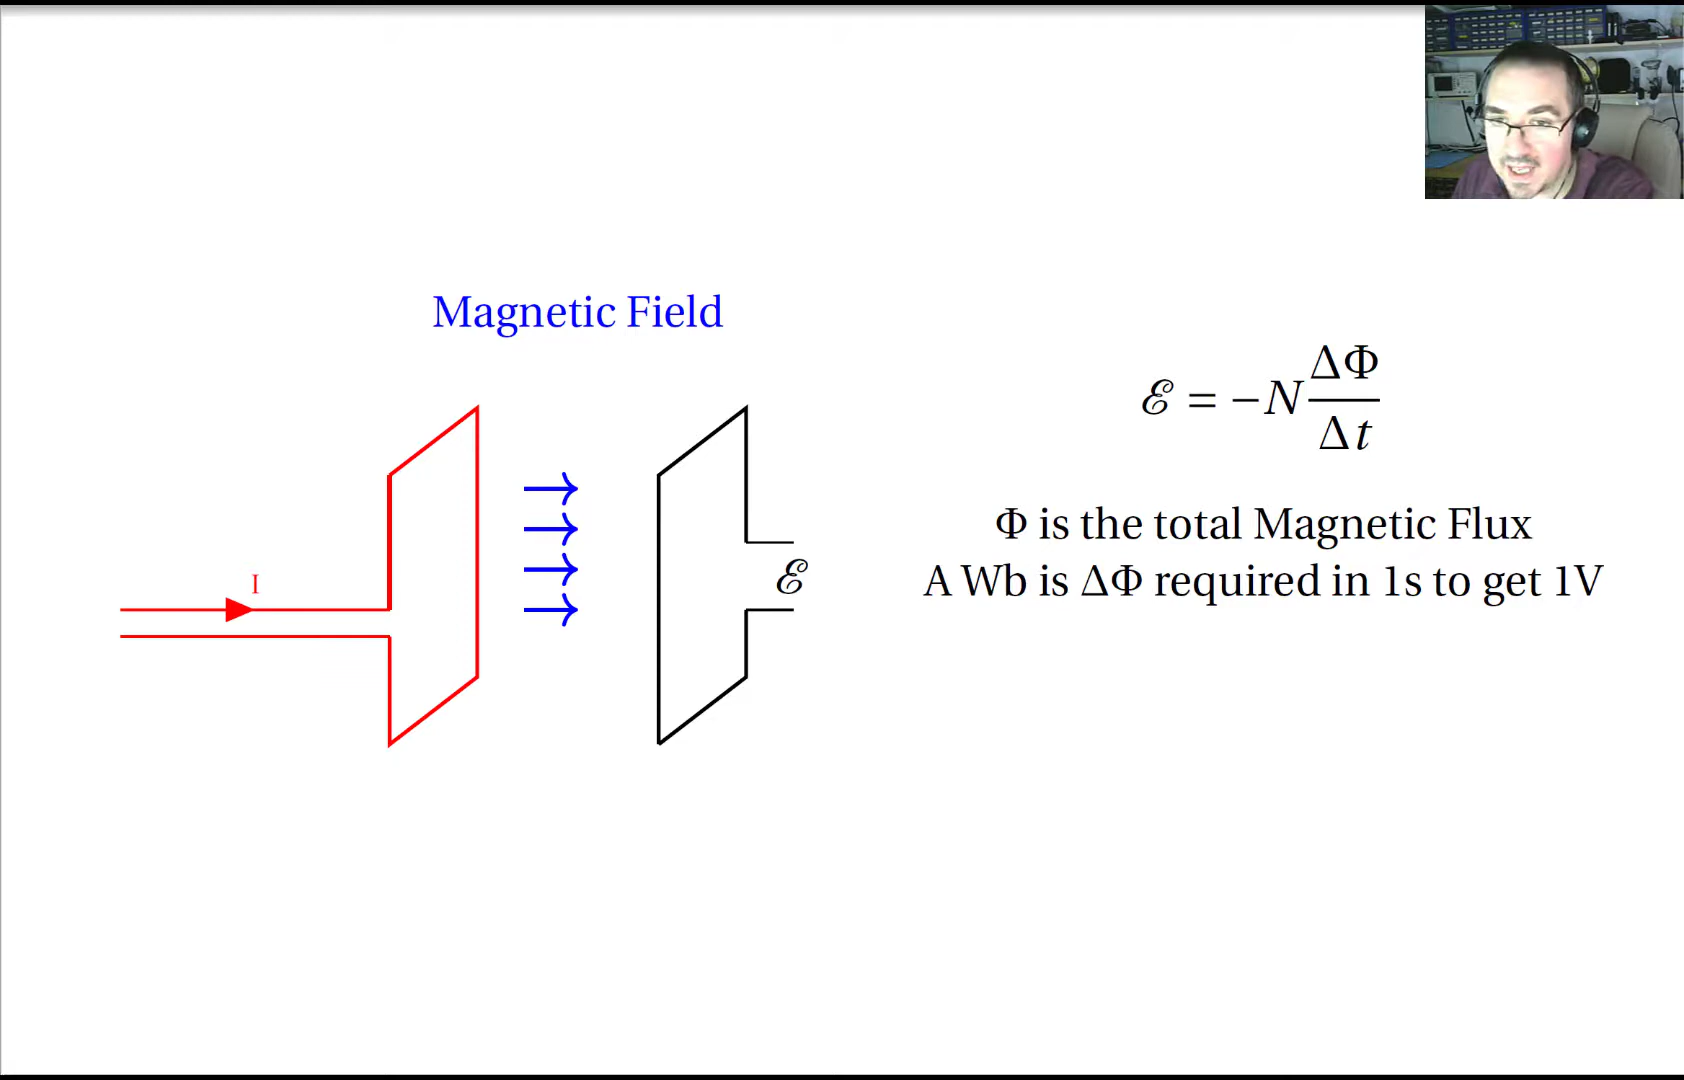 Magnetic Field
I
ℰ
ℰ = −N ΔΦ/Δt
Φ is the total Magnetic Flux
A Wb is ΔΦ required in 1s to get 1V